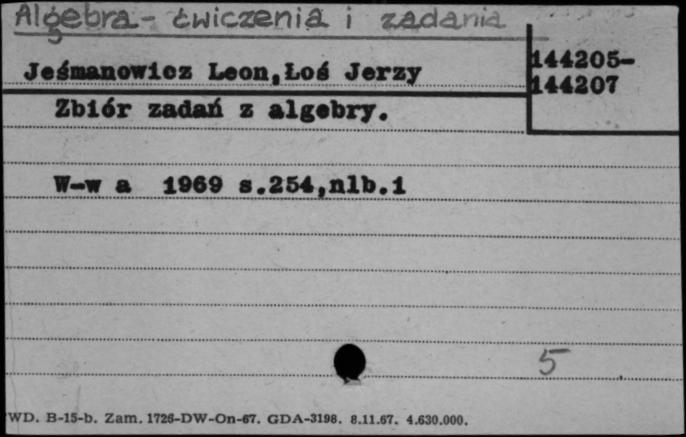 Algebra - ćwiczenia i zadania
Jeśmanowicz Leon,Łoś Jerzy
144205-
144207
Zbiór zadań z algebry.
W-w a 1969 s.254,nlb.1
5
WD. B-15-b. Zam. 1726-DW-On-67. GDA-3198. 8.11.67. 4.630.000.